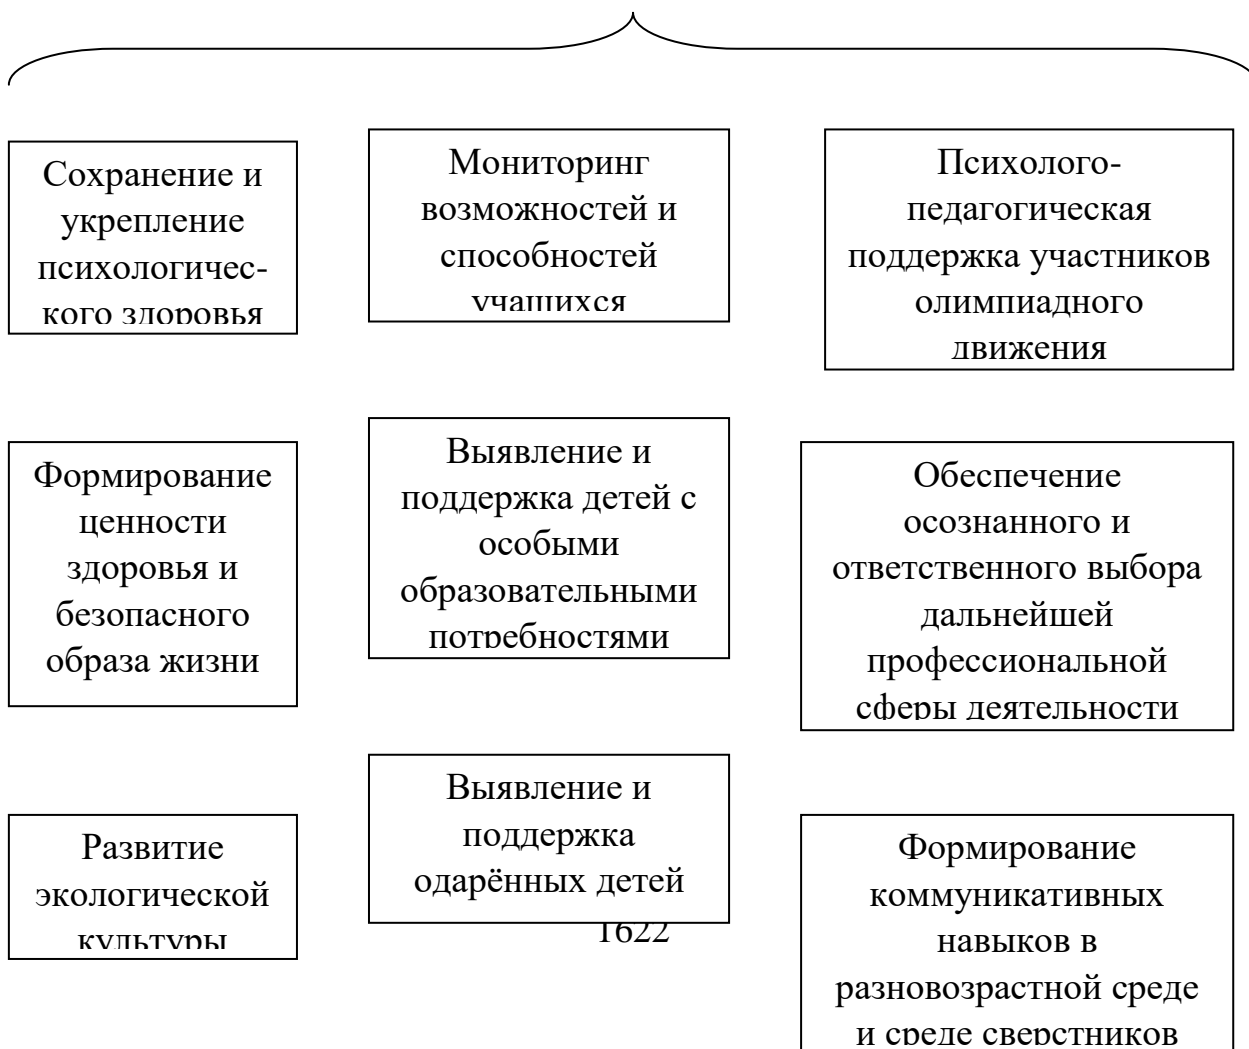 Сохранение и
укрепление
психологичес-
кого здоровья
Мониторинг
возможностей и
способностей
учащихся
Психолого-
педагогическая
поддержка участников
олимпиадного
движения
Формирование
ценности
здоровья и
безопасного
образа жизни
Выявление и
поддержка детей с
особыми
образовательными
потребностями
Обеспечение
осознанного и
ответственного выбора
дальнейшей
профессиональной
сферы деятельности
Развитие
экологической
культуры
Выявление и
поддержка
одарённых детей
Формирование
коммуникативных
навыков в
разновозрастной среде
и среде сверстников
1622